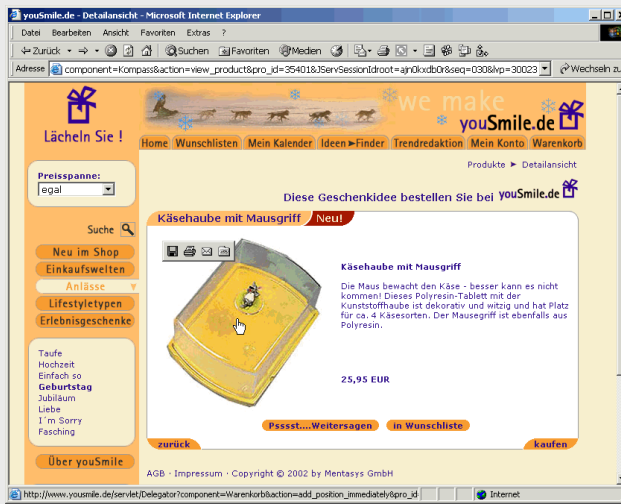 youSmile.de - Detailansicht - Microsoft Internet Explorer
Datei Bearbeiten Ansicht Favoriten Extras ?
Zurück Suchen Favoriten Medien
Adresse component=Kompass&action=view_product&pro_id=35401&JServSessionIdroot=ajn0kxdb0r&seq=030&lvp=30023 Wechseln zu
we make
youSmile.de
Lächeln Sie !
Home Wunschlisten Mein Kalender Ideen►Finder Trendredaktion Mein Konto Warenkorb
Produkte ► Detailansicht
Preisspanne:
egal
Diese Geschenkidee bestellen Sie bei youSmile.de
Suche
Neu im Shop
Einkaufswelten
Anlässe
Lifestyletypen
Erlebnisgeschenke
Taufe
Hochzeit
Einfach so
Geburtstag
Jubiläum
Liebe
I´m Sorry
Fasching
Über youSmile
Käsehaube mit Mausgriff Neu!
Käsehaube mit Mausgriff
Die Maus bewacht den Käse - besser kann es nicht
kommen! Dieses Polyresin-Tablett mit der
Kunststoffhaube ist dekorativ und witzig und hat Platz
für ca. 4 Käsesorten. Der Mausegriff ist ebenfalls aus
Polyresin.
25,95 EUR
Psssst....Weitersagen in Wunschliste
zurück kaufen
AGB · Impressum · Copyright © 2002 by Mentasys GmbH
http://www.yousmile.de/servlet/Delegator?component=Warenkorb&action=add_position_immediately&pro_id Internet